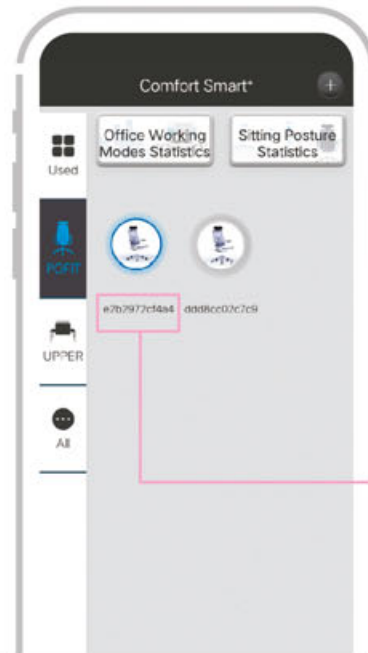 Comfort Smart+
+
Office Working
Modes Statistics
Sitting Posture
Statistics
Used
POFIT
e2b2972cf4a4
ddd8cc02c7c9
UPPER
All